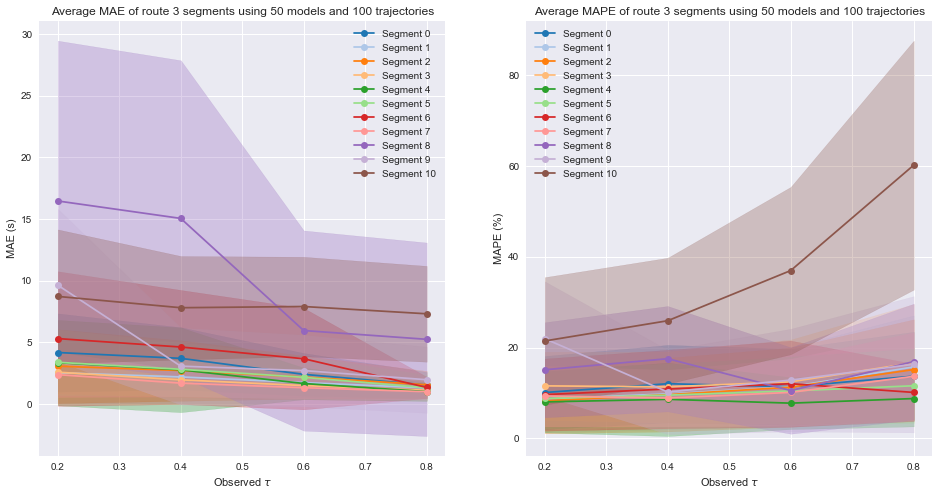 Average MAE of route 3 segments using 50 models and 100 trajectories
30
25
20
15
10
5
0
MAE (s)
Segment 0
Segment 1
Segment 2
Segment 3
Segment 4
Segment 5
Segment 6
Segment 7
Segment 8
Segment 9
Segment 10
0.2 0.3 0.4 0.5 0.6 0.7 0.8
Observed τ
Average MAPE of route 3 segments using 50 models and 100 trajectories
80
60
40
20
0
MAPE (%)
Segment 0
Segment 1
Segment 2
Segment 3
Segment 4
Segment 5
Segment 6
Segment 7
Segment 8
Segment 9
Segment 10
0.2 0.3 0.4 0.5 0.6 0.7 0.8
Observed τ